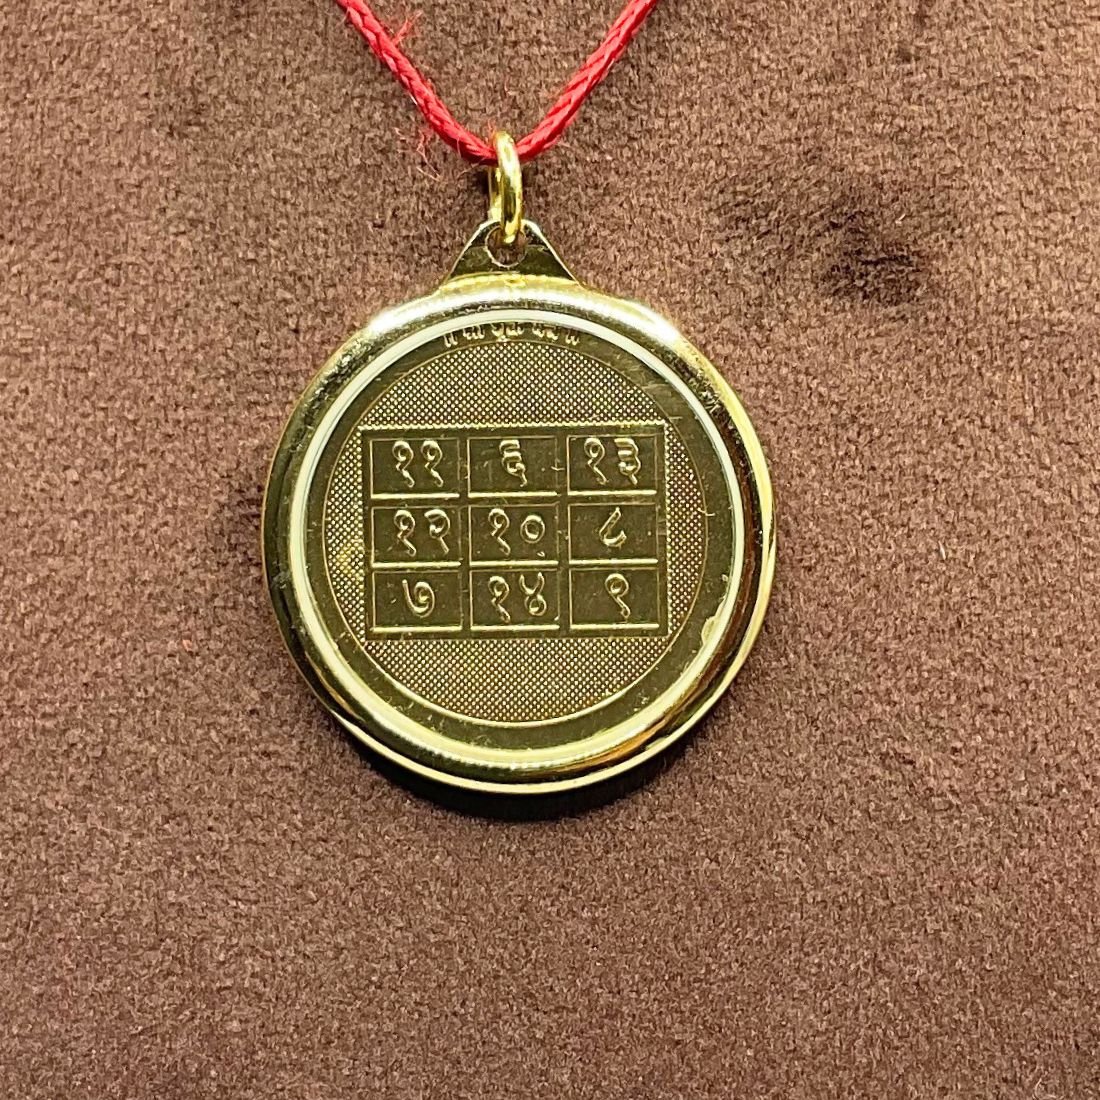 ११ ६ १३
१२ १० ८
७ १४ ९